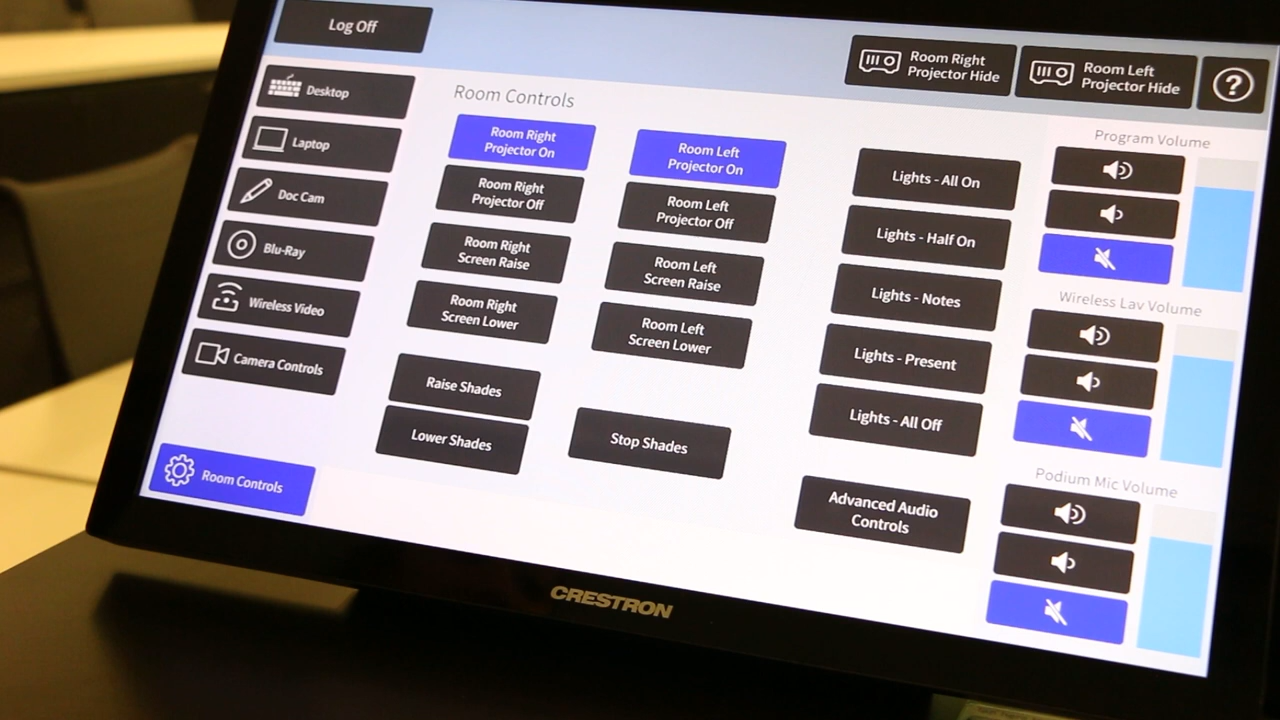 Log Off
Room Right
Projector Hide
Room Left
Projector Hide
?
Desktop
Laptop
Doc Cam
Blu-Ray
Wireless Video
Camera Controls
Room Controls
Room Controls
Room Right
Projector On
Room Right
Projector Off
Room Right
Screen Raise
Room Right
Screen Lower
Room Left
Projector On
Room Left
Projector Off
Room Left
Screen Raise
Room Left
Screen Lower
Raise Shades
Lower Shades
Stop Shades
Lights - All On
Lights - Half On
Lights - Notes
Lights - Present
Lights - All Off
Advanced Audio
Controls
Program Volume
Wireless Lav Volume
Podium Mic Volume
CRESTRON